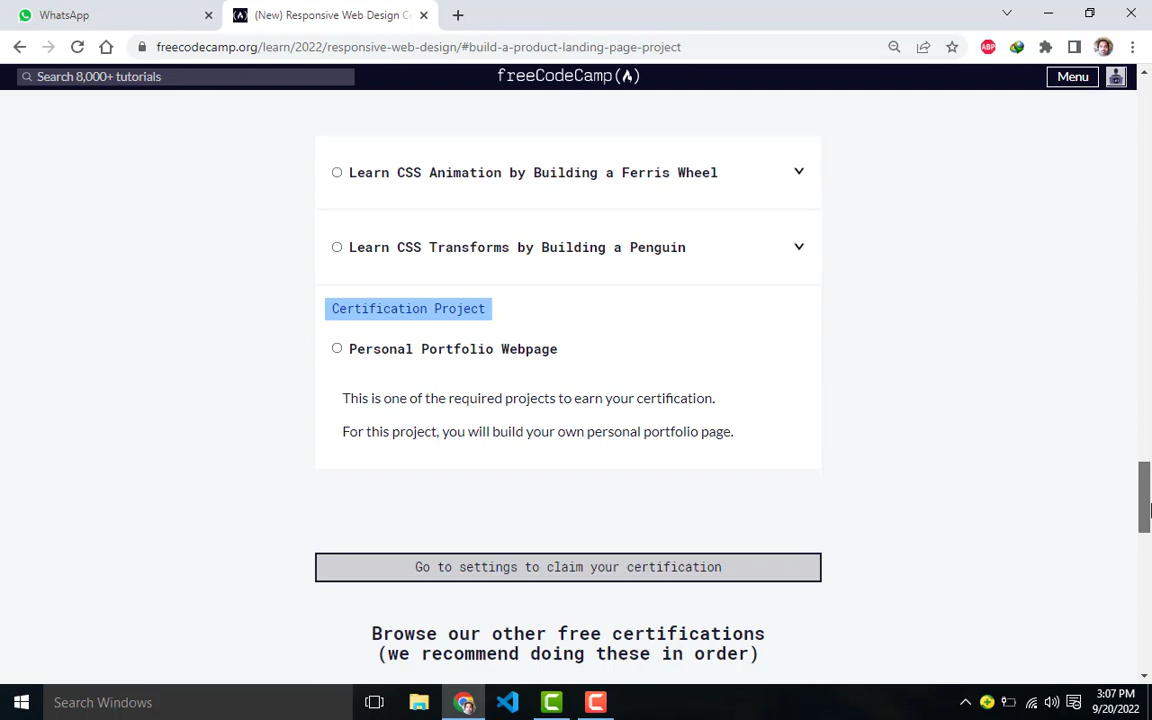 WhatsApp
(New) Responsive Web Design C
freecodecamp.org/learn/2022/responsive-web-design/#build-a-product-landing-page-project
ABP
Search 8,000+ tutorials
freeCodeCamp
Menu
Learn CSS Animation by Building a Ferris Wheel
Learn CSS Transforms by Building a Penguin
Certification Project
Personal Portfolio Webpage
This is one of the required projects to earn your certification.
For this project, you will build your own personal portfolio page.
Go to settings to claim your certification
Browse our other free certifications
(we recommend doing these in order)
Search Windows
3:07 PM
9/20/2022